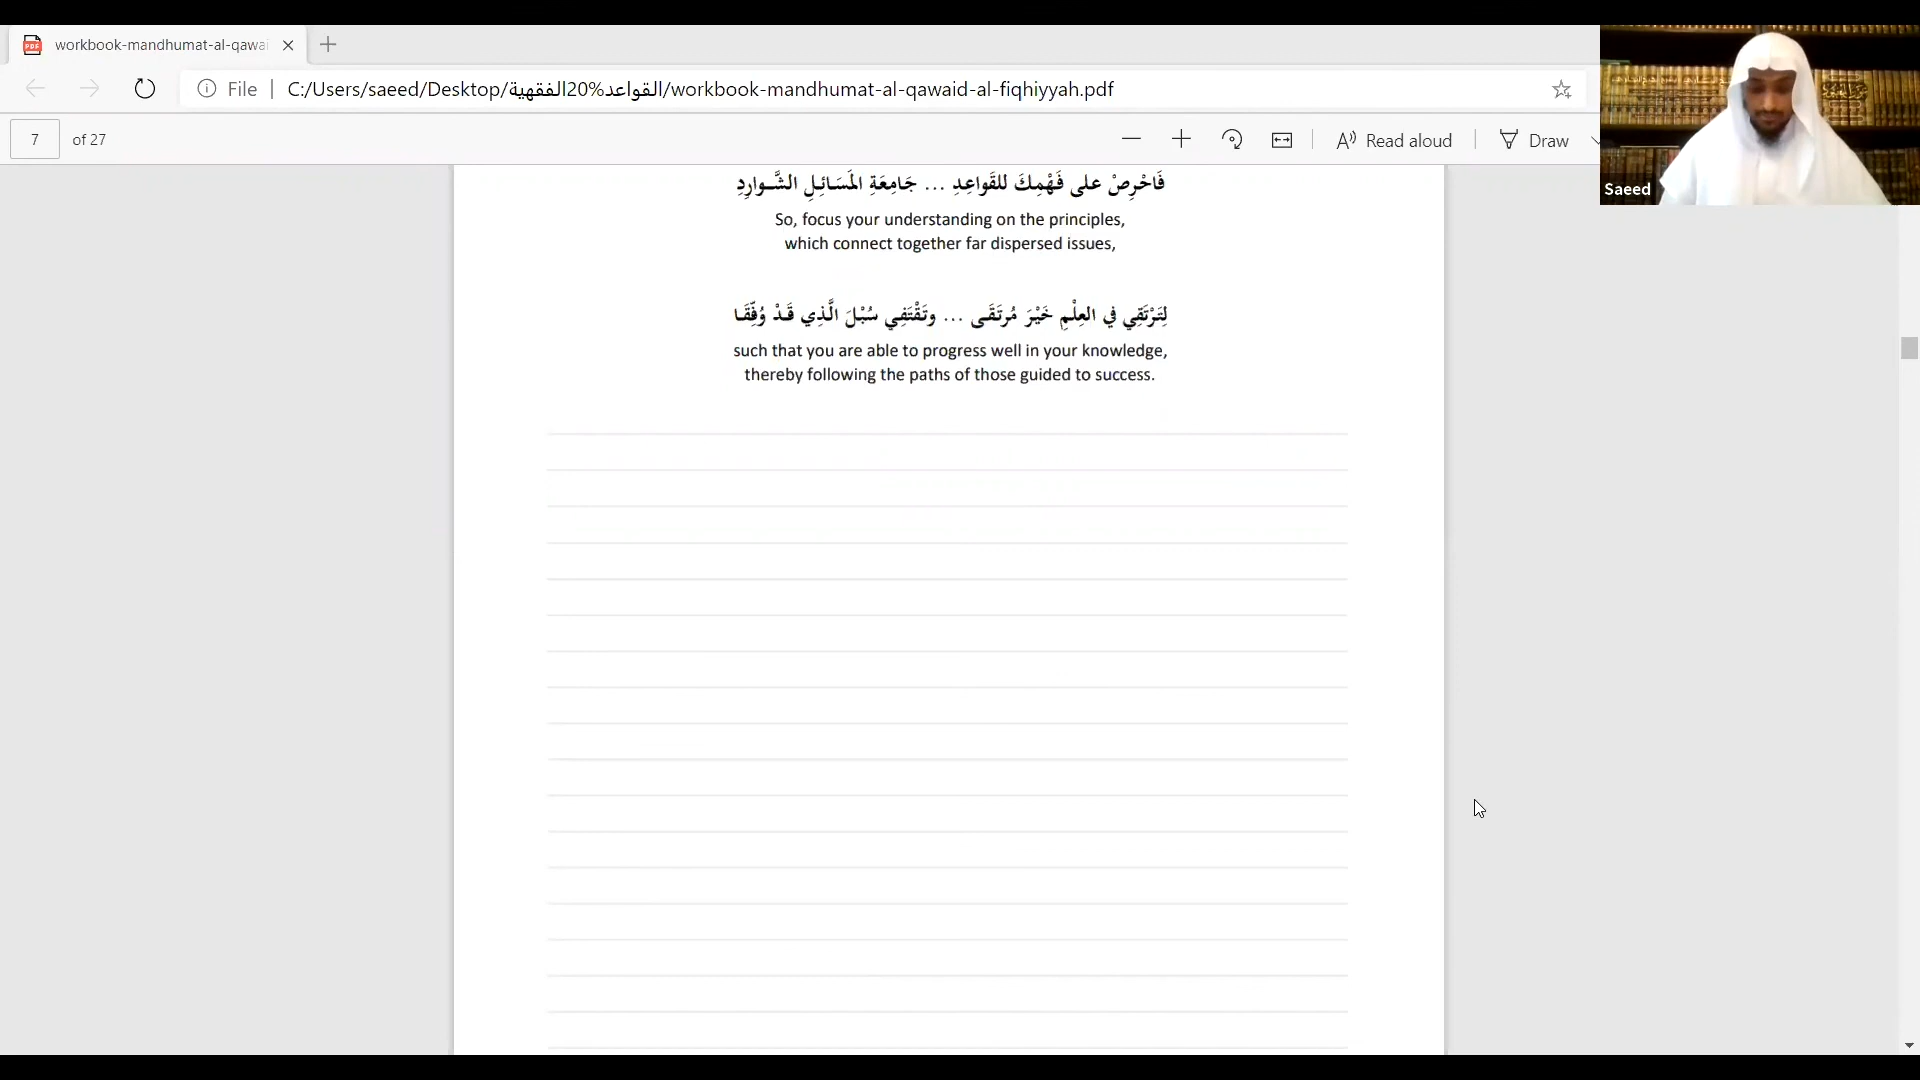 workbook-mandhumat-al-qawai
File | C:/Users/saeed/Desktop/القواعد%20الفقهية/workbook-mandhumat-al-qawaid-al-fiqhiyyah.pdf
7 of 27
Read aloud
Draw
Saeed
فَاحْرِصْ على فَهْمِكَ للقَواعِدِ ... جَامِعَةِ المَسَائِلِ الشَّوارِدِ
So, focus your understanding on the principles,
which connect together far dispersed issues,
لِتَرْتَقِي في العِلْمِ خَيْرَ مُرتَقَى ... وتَقْتَفِي سُبْلَ الَّذِي قَدْ وُفِّقَا
such that you are able to progress well in your knowledge,
thereby following the paths of those guided to success.